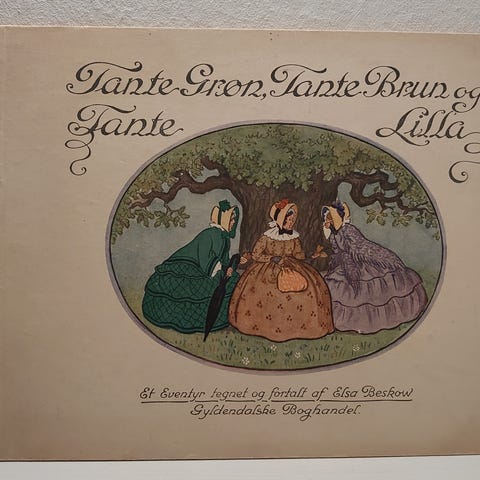 Tante Grøn, Tante Brun og
Tante Lilla
Et Eventyr tegnet og fortalt af Elsa Beskow
Gyldendalske Boghandel.